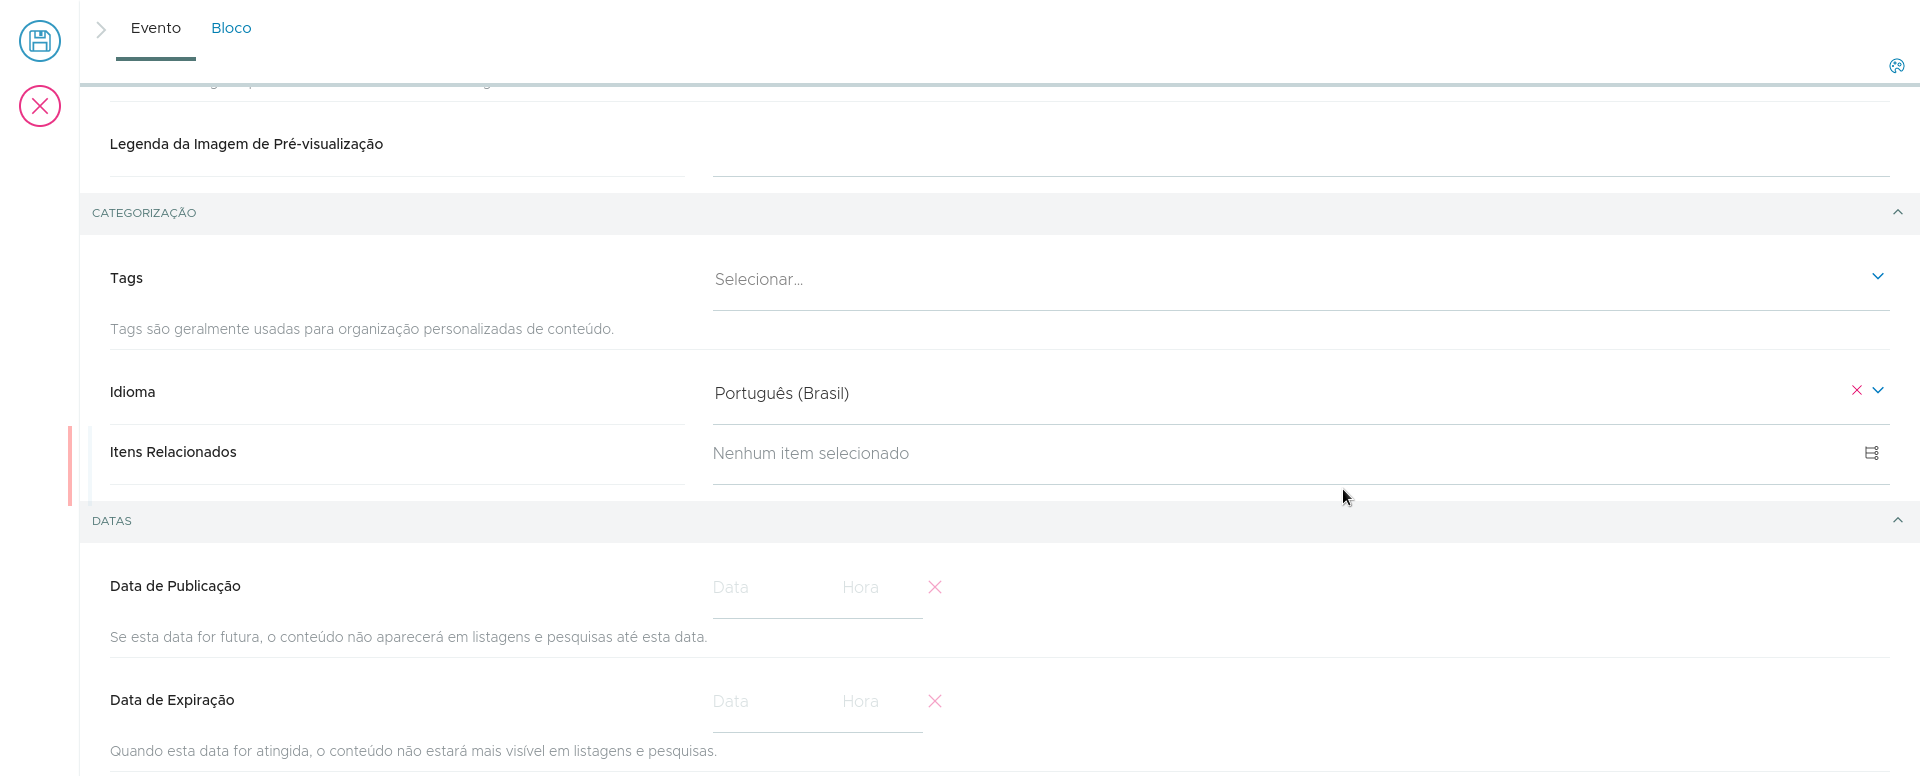 Evento
Bloco
Legenda da Imagem de Pré-visualização
CATEGORIZAÇÃO
Tags
Selecionar...
Tags são geralmente usadas para organização personalizadas de conteúdo.
Idioma
Português (Brasil)
Itens Relacionados
Nenhum item selecionado
DATAS
Data de Publicação
Data
Hora
Se esta data for futura, o conteúdo não aparecerá em listagens e pesquisas até esta data.
Data de Expiração
Data
Hora
Quando esta data for atingida, o conteúdo não estará mais visível em listagens e pesquisas.